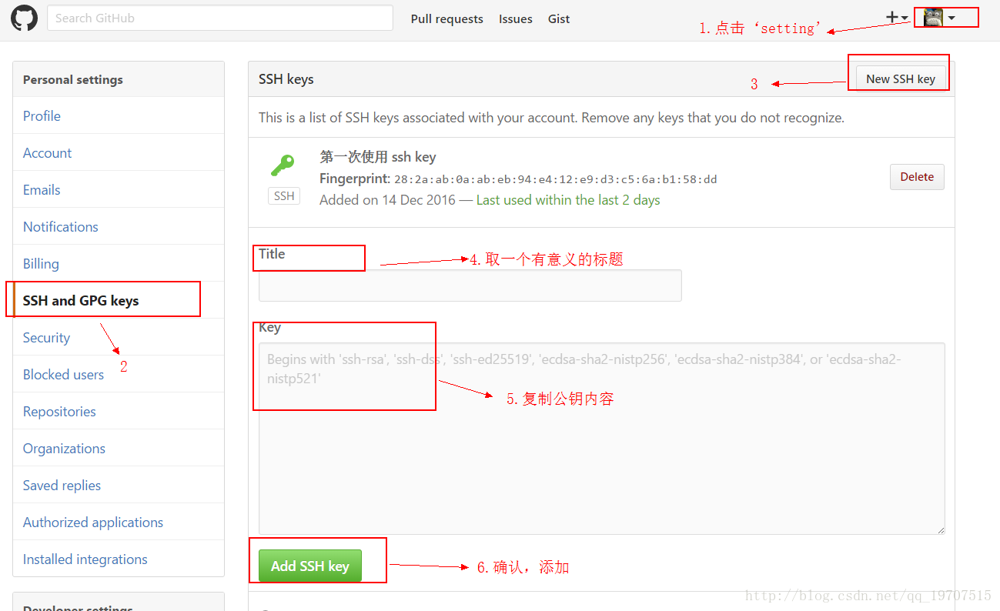 Search GitHub
Pull requests
Issues
Gist
1.点击‘setting’
Personal settings
Profile
Account
Emails
Notifications
Billing
SSH and GPG keys
2
Security
Blocked users
Repositories
Organizations
Saved replies
Authorized applications
Installed integrations
Developer settings
SSH keys
3
New SSH key
This is a list of SSH keys associated with your account. Remove any keys that you do not recognize.
第一次使用 ssh key
Fingerprint: 28:2a:ab:0a:ab:eb:94:e4:12:e9:d3:c5:6a:b1:58:dd
SSH
Added on 14 Dec 2016 — Last used within the last 2 days
Delete
Title
4.取一个有意义的标题
Key
Begins with 'ssh-rsa', 'ssh-dss', 'ssh-ed25519', 'ecdsa-sha2-nistp256', 'ecdsa-sha2-nistp384', or 'ecdsa-sha2-
nistp521'
5.复制公钥内容
Add SSH key
6.确认，添加
http://blog.csdn.net/qq_19707515